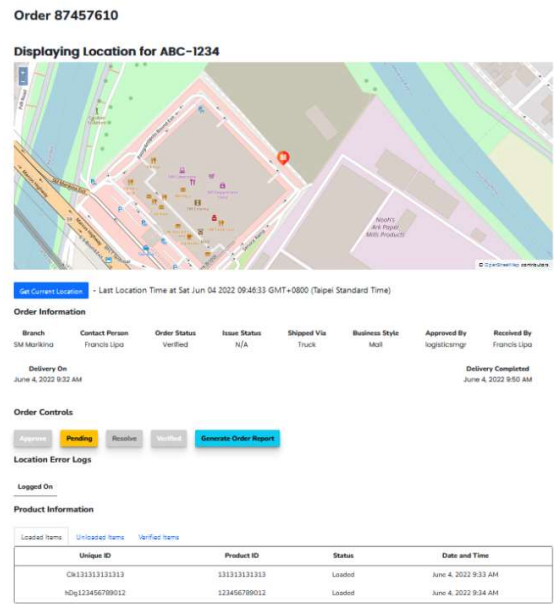 Order 87457610
Displaying Location for ABC-1234
+
Marcos Highway
SM Marikina
Noah's
Ark Paper
Mills Products
© OpenStreetMap contributors.
Get Current Location - Last Location Time at Sat Jun 04 2022 09:46:33 GMT+0800 (Taipei Standard Time)
Order Information
Branch Contact Person Order Status Issue Status Shipped Via Business Style Approved By Received By
SM Marikina Francis Lipa Verified N/A Truck Mall logisticsmgr Francis Lipa
Delivery On Delivery Completed
June 4, 2022 9:32 AM June 4, 2022 9:50 AM
Order Controls
Approve Pending Resolve Verified Generate Order Report
Location Error Logs
Logged On
Product Information
Loaded Items Unloaded Items Verified Items
Unique ID Product ID Status Date and Time
Clk131313131313 131313131313 Loaded June 4, 2022 9:33 AM
hDg123456789012 123456789012 Loaded June 4, 2022 9:34 AM